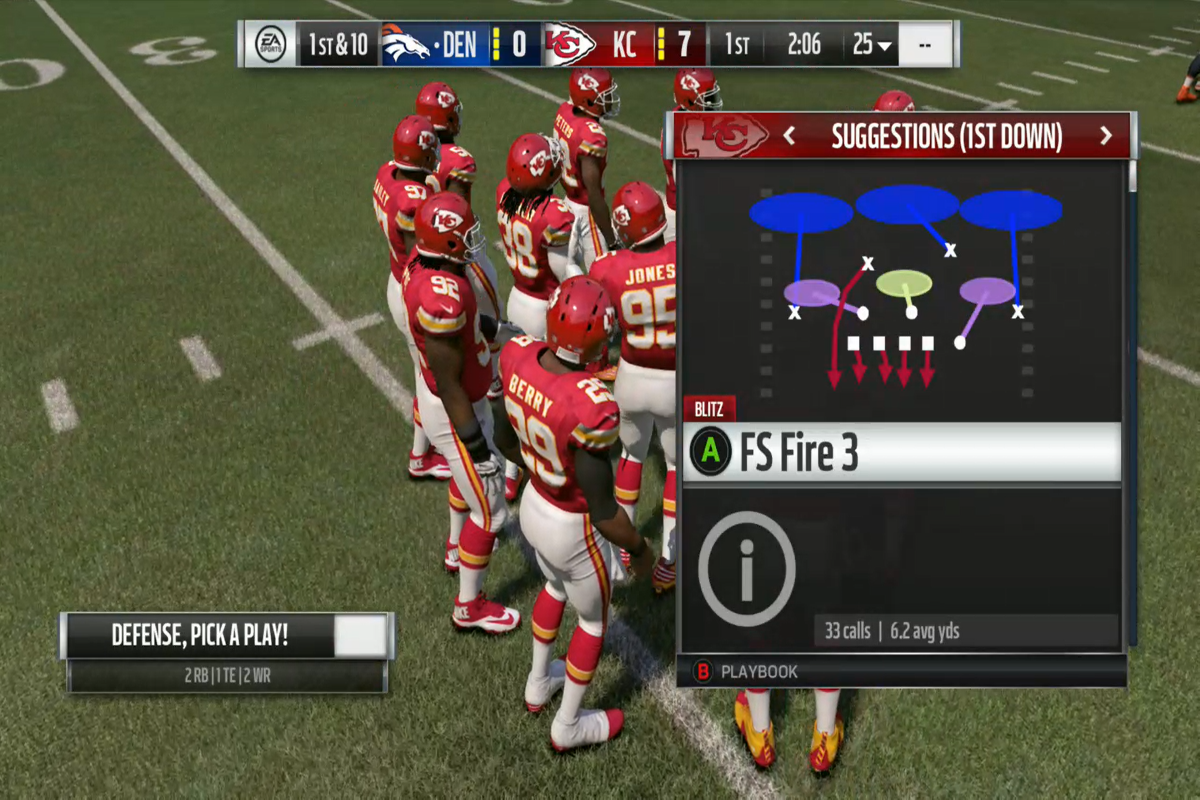 EA SPORTS
1ST & 10
DEN
0
KC
7
1ST
2:06
25
--
SUGGESTIONS (1ST DOWN)
BLITZ
A FS Fire 3
33 calls | 6.2 avg yds
B PLAYBOOK
DEFENSE, PICK A PLAY!
2 RB | 1 TE | 2 WR
PETERS
97
38
92
JONES
95
BERRY
29